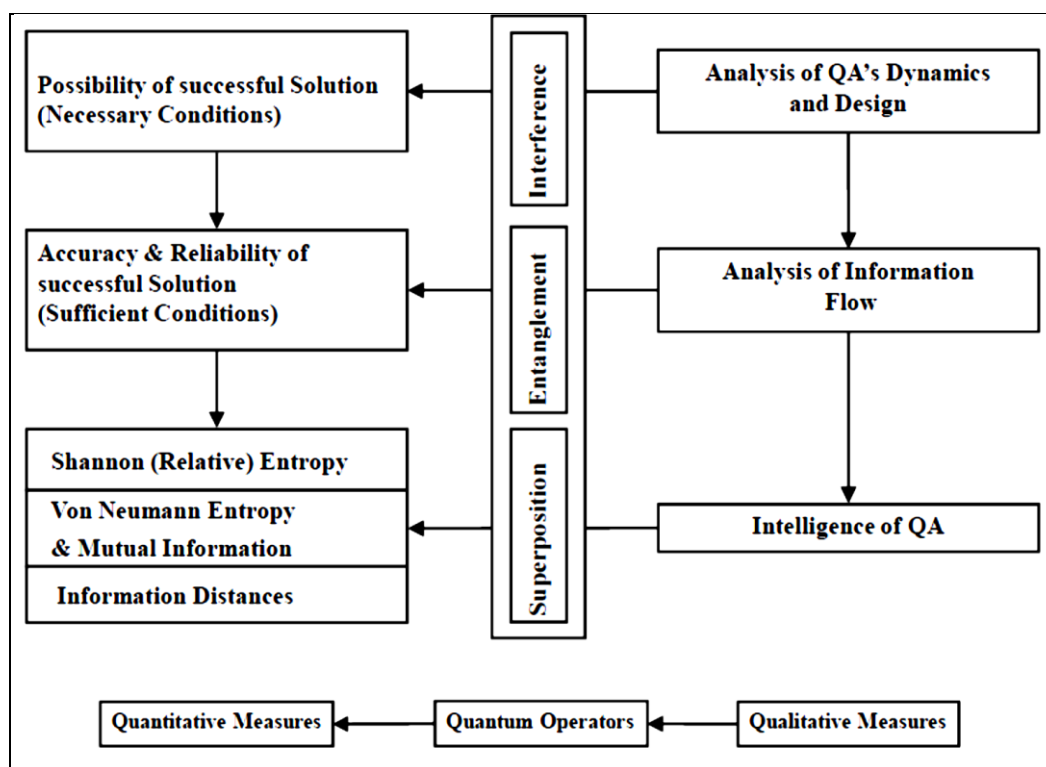 Possibility of successful Solution
(Necessary Conditions)
Accuracy & Reliability of
successful Solution
(Sufficient Conditions)
Shannon (Relative) Entropy
Von Neumann Entropy
& Mutual Information
Information Distances
Interference
Entanglement
Superposition
Analysis of QA's Dynamics
and Design
Analysis of Information
Flow
Intelligence of QA
Quantitative Measures
Quantum Operators
Qualitative Measures